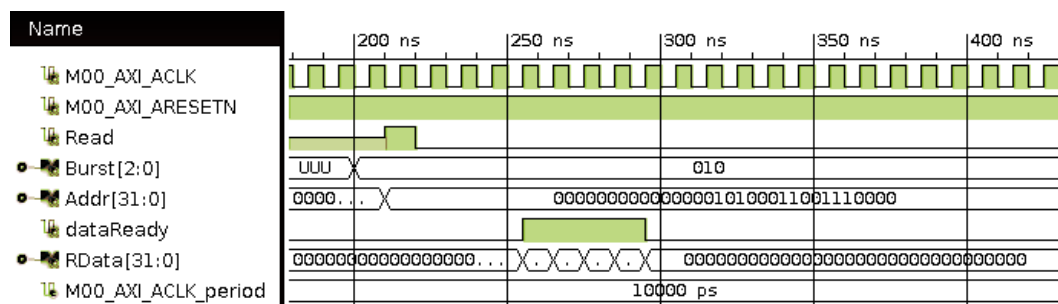 Name
200 ns 250 ns 300 ns 350 ns 400 ns
M00_AXI_ACLK
M00_AXI_ARESETN
Read
Burst[2:0] UUU 010
Addr[31:0] 0000... 00000000000000010100011001110000
dataReady
RData[31:0] 00000000000000000... . . . . 00000000000000000000000000000000
M00_AXI_ACLK_period 10000 ps